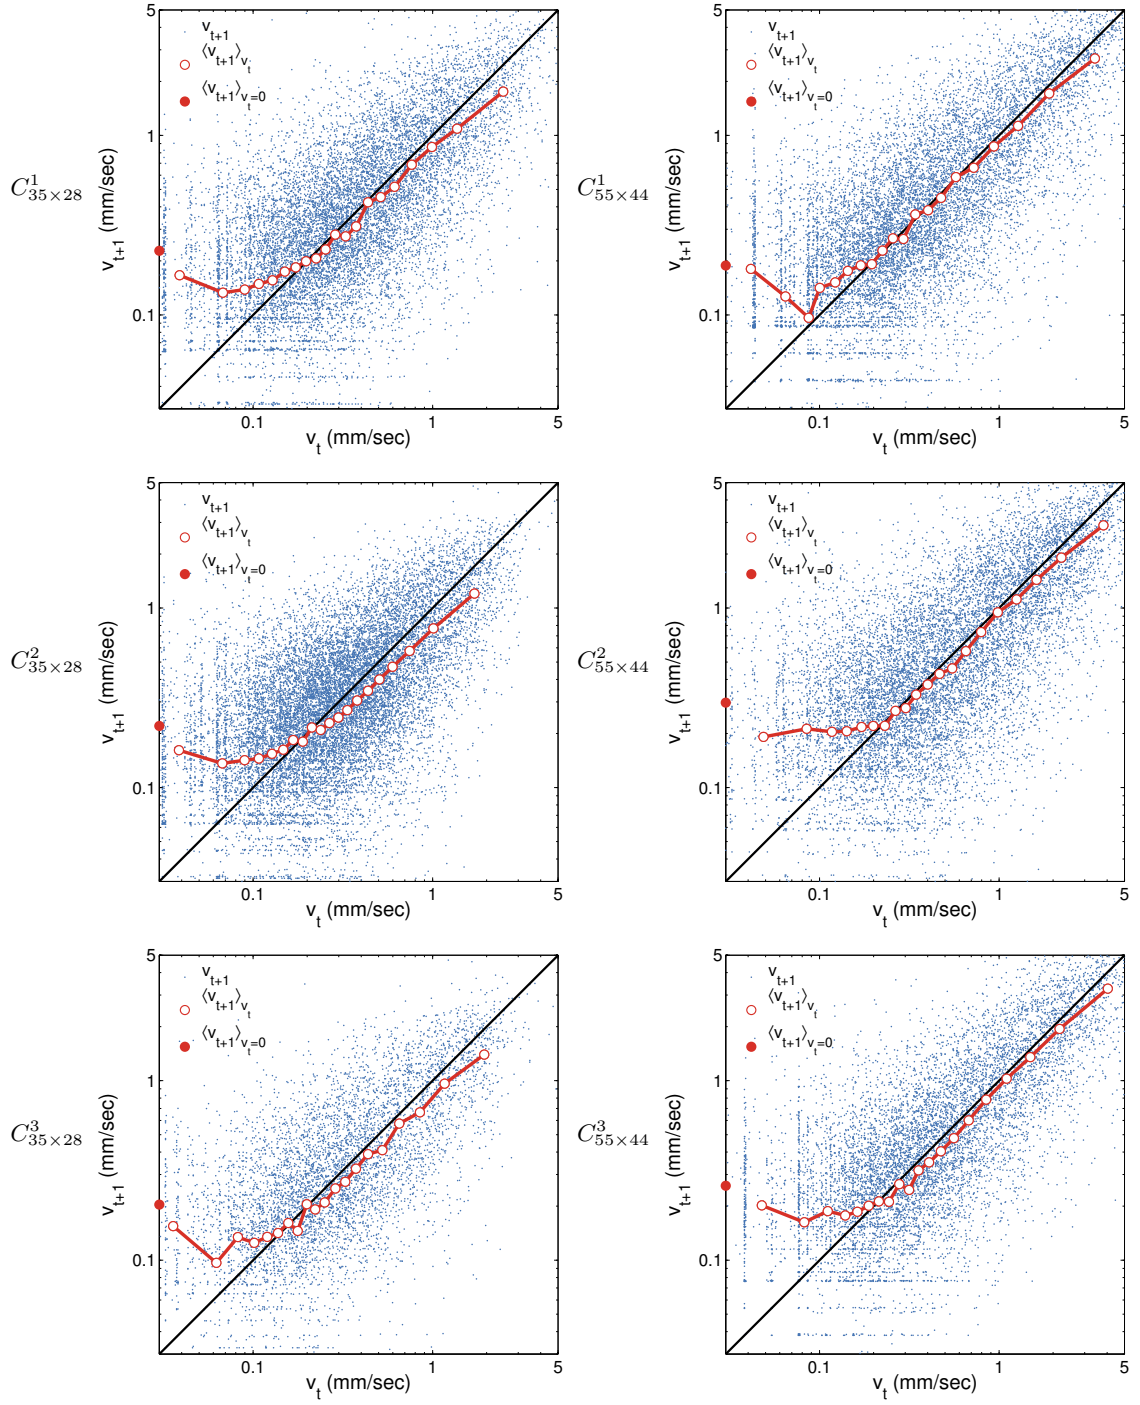 5
v_{t+1}
⟨v_{t+1}⟩_{v_t}
⟨v_{t+1}⟩_{v_t=0}
1
C^1_{35×28}
v_{t+1} (mm/sec)
0.1
0.1 1 5
v_t (mm/sec)
5
v_{t+1}
⟨v_{t+1}⟩_{v_t}
⟨v_{t+1}⟩_{v_t=0}
1
C^1_{55×44}
v_{t+1} (mm/sec)
0.1
0.1 1 5
v_t (mm/sec)
5
v_{t+1}
⟨v_{t+1}⟩_{v_t}
⟨v_{t+1}⟩_{v_t=0}
1
C^2_{35×28}
v_{t+1} (mm/sec)
0.1
0.1 1 5
v_t (mm/sec)
5
v_{t+1}
⟨v_{t+1}⟩_{v_t}
⟨v_{t+1}⟩_{v_t=0}
1
C^2_{55×44}
v_{t+1} (mm/sec)
0.1
0.1 1 5
v_t (mm/sec)
5
v_{t+1}
⟨v_{t+1}⟩_{v_t}
⟨v_{t+1}⟩_{v_t=0}
1
C^3_{35×28}
v_{t+1} (mm/sec)
0.1
0.1 1 5
v_t (mm/sec)
5
v_{t+1}
⟨v_{t+1}⟩_{v_t}
⟨v_{t+1}⟩_{v_t=0}
1
C^3_{55×44}
v_{t+1} (mm/sec)
0.1
0.1 1 5
v_t (mm/sec)